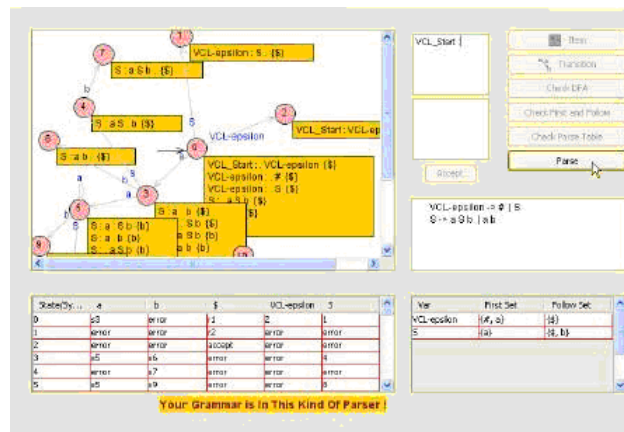 7
S : a S b . {$}
VCL-epsilon : S . {$}
VCL_Start :
Item
Transition
Check DFA
Check First and Follow
Check Parse Table
Parse
Accept
b
4
S : a S . b {$}
S
2
VCL-epsilon
VCL_Start : VCL-ep
S : a b . {$}
S
b
3
a
a
VCL_Start : . VCL-epsilon {$}
VCL-epsilon : . # {$}
VCL-epsilon : . S {$}
S : . a S b {$}
S : a . S b {b}
S : a . b {b}
S : . a S b {b}
VCL-epsilon -> # | S
S -> a S b | a b
State(Sy... a b $ VCL-epsilon S
0 s3 error r1 2 1
1 error error r2 error error
2 error error accept error error
3 s5 s6 error error 4
4 error s7 error error error
5 s5 s9 error error 8
Var First Set Follow Set
VCL-epsilon {#, a} {$}
S {a} {$, b}
Your Grammar is In This Kind Of Parser !